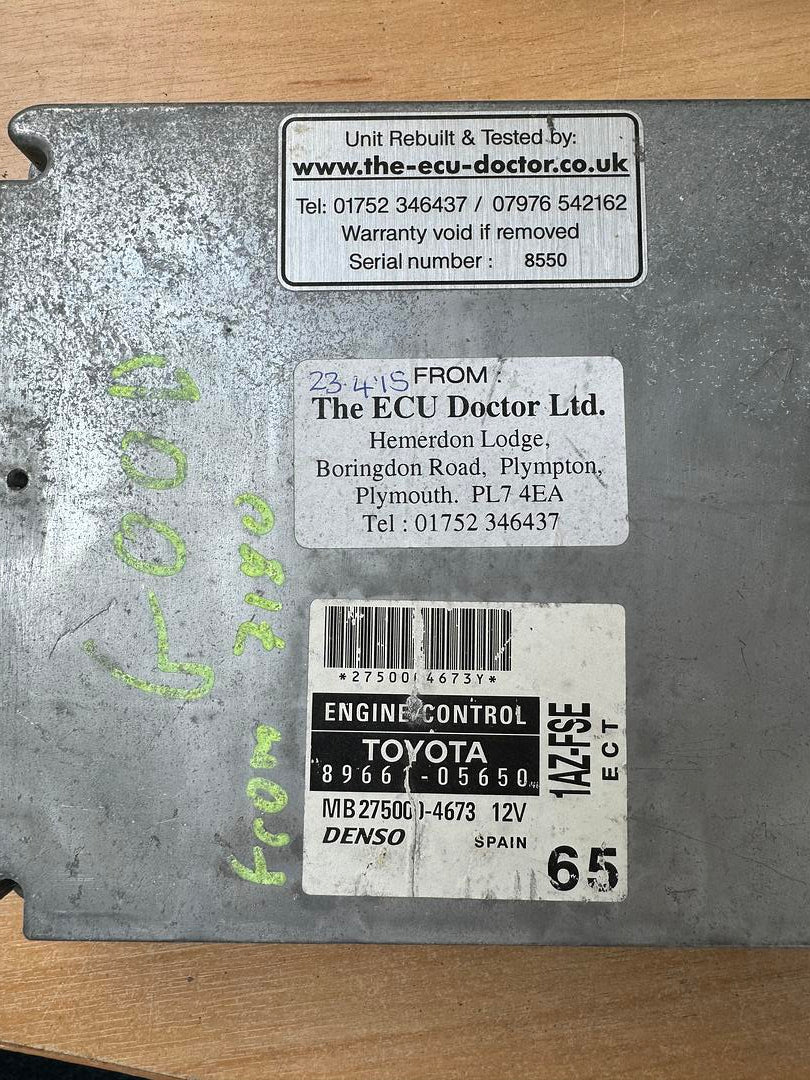 Unit Rebuilt & Tested by:
www.the-ecu-doctor.co.uk
Tel: 01752 346437 / 07976 542162
Warranty void if removed
Serial number : 8550
23.4.15 FROM :
The ECU Doctor Ltd.
Hemerdon Lodge,
Boringdon Road, Plympton,
Plymouth. PL7 4EA
Tel : 01752 346437
GOOD
From
ENGINE CONTROL
TOYOTA
89661-05650
MB275000-4673 12V
DENSO SPAIN
1AZ-FSE
ECT
65